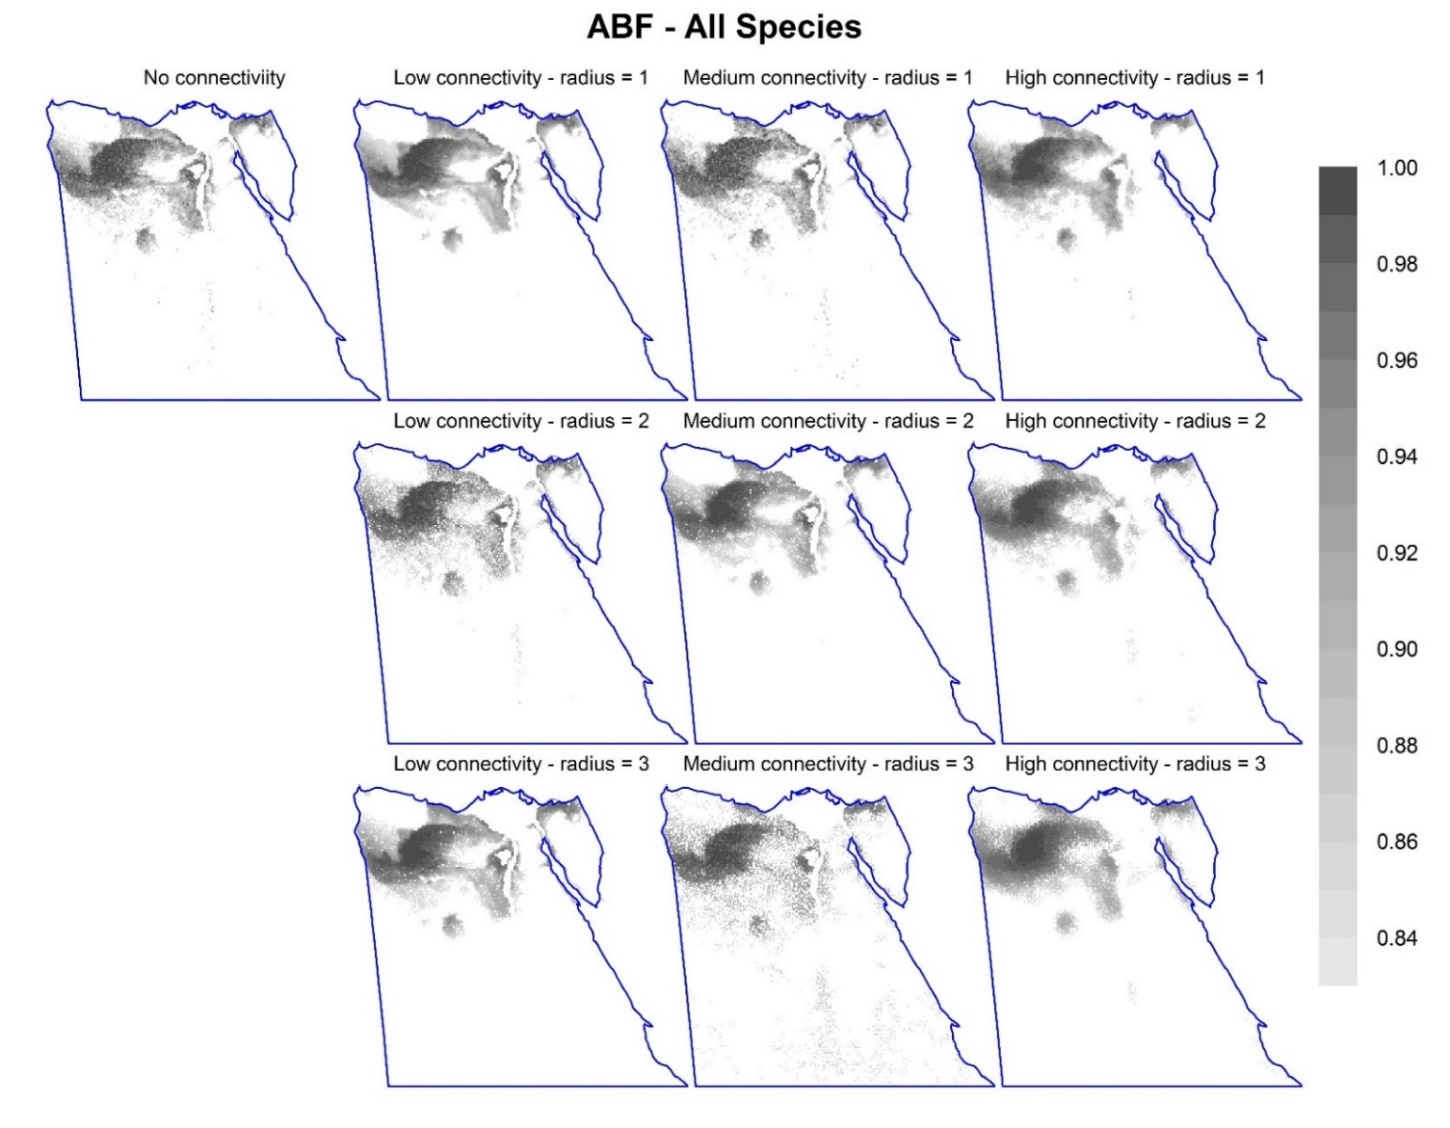 ABF - All Species
No connectiviity
Low connectivity - radius = 1
Medium connectivity - radius = 1
High connectivity - radius = 1
Low connectivity - radius = 2
Medium connectivity - radius = 2
High connectivity - radius = 2
Low connectivity - radius = 3
Medium connectivity - radius = 3
High connectivity - radius = 3
1.00
0.98
0.96
0.94
0.92
0.90
0.88
0.86
0.84